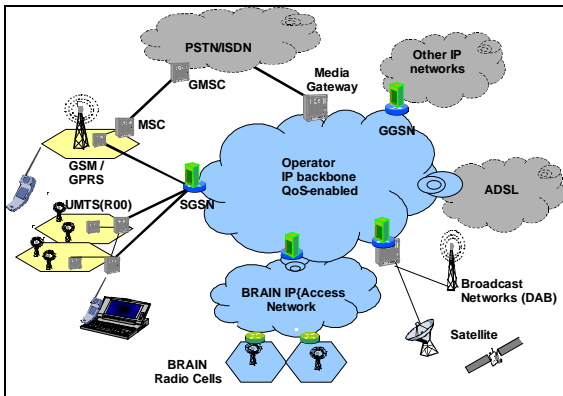 PSTN/ISDN
GMSC
Media
Gateway
Other IP
networks
GGSN
MSC
GSM /
GPRS
Operator
IP backbone
QoS-enabled
SGSN
UMTS(R00)
ADSL
BRAIN IP{Access
Network
Broadcast
Networks (DAB)
Satellite
BRAIN
Radio Cells